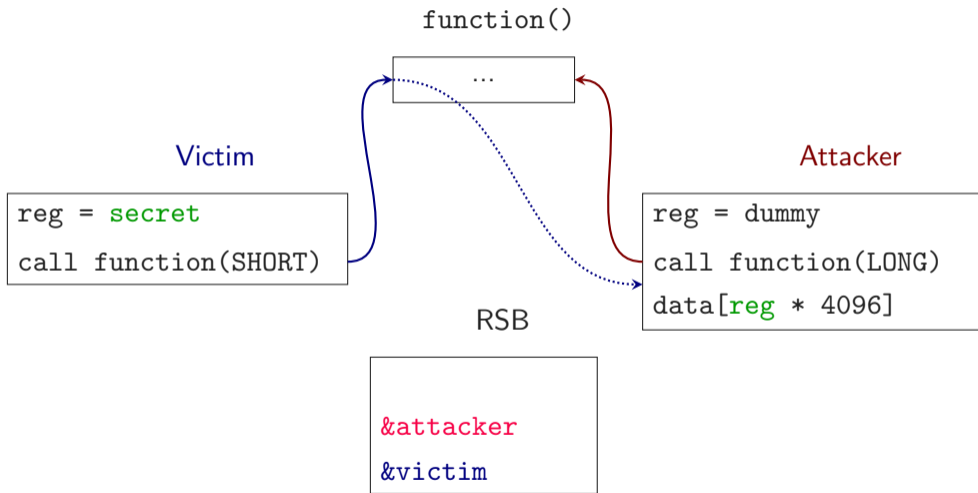 function()
...
Victim
Attacker
reg = secret
call function(SHORT)
reg = dummy
call function(LONG)
data[reg * 4096]
RSB
&attacker
&victim